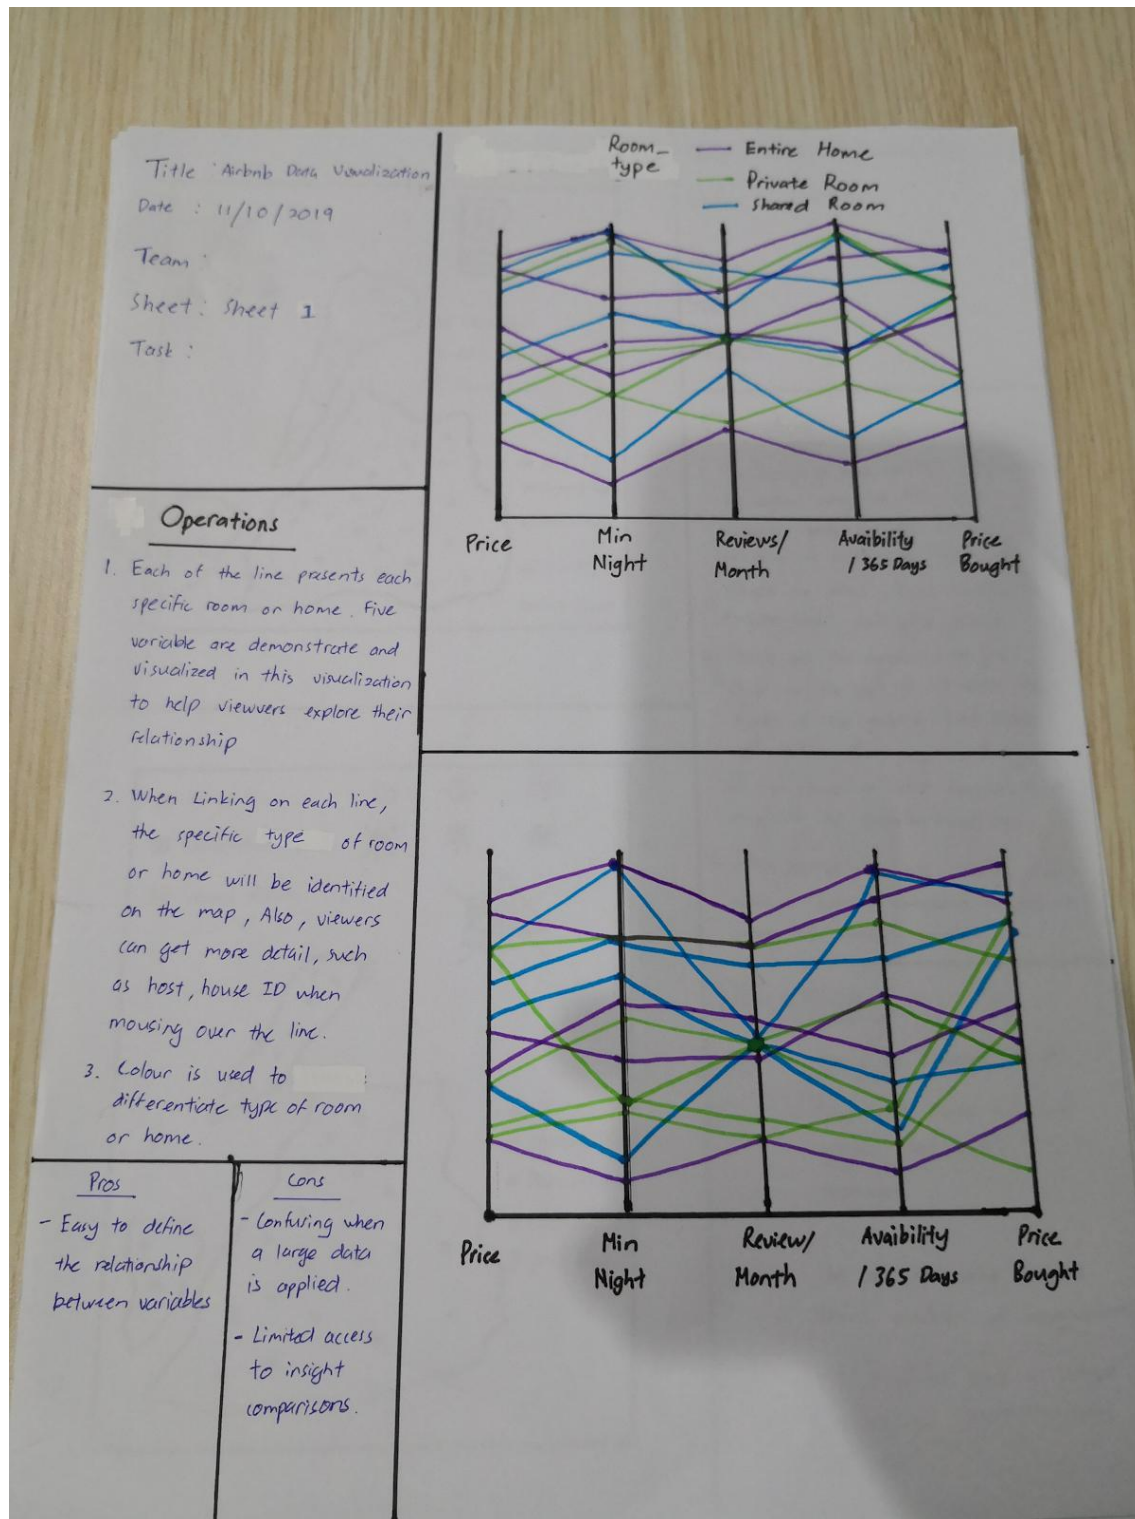 Title : Airbnb Data Visualization
Date : 11/10/2019
Team :
Sheet : Sheet 1
Task :
Room_
type
Entire Home
Private Room
Shared Room
Price
Min
Night
Reviews/
Month
Avaibility
/ 365 Days
Price
Bought
Operations
1. Each of the line presents each
specific room or home. Five
variable are demonstrate and
visualized in this visualization
to help viewvers explore their
relationship
2. When Linking on each line,
the specific type of room
or home will be identified
on the map, Also, viewers
can get more detail, such
as host, house ID when
mousing over the line.
3. Colour is used to :
differentiate type of room
or home.
Pros
- Easy to define
the relationship
between variables
Cons
- Confusing when
a large data
is applied.
- Limited access
to insight
comparisons.
Price
Min
Night
Review/
Month
Avaibility
/ 365 Days
Price
Bought